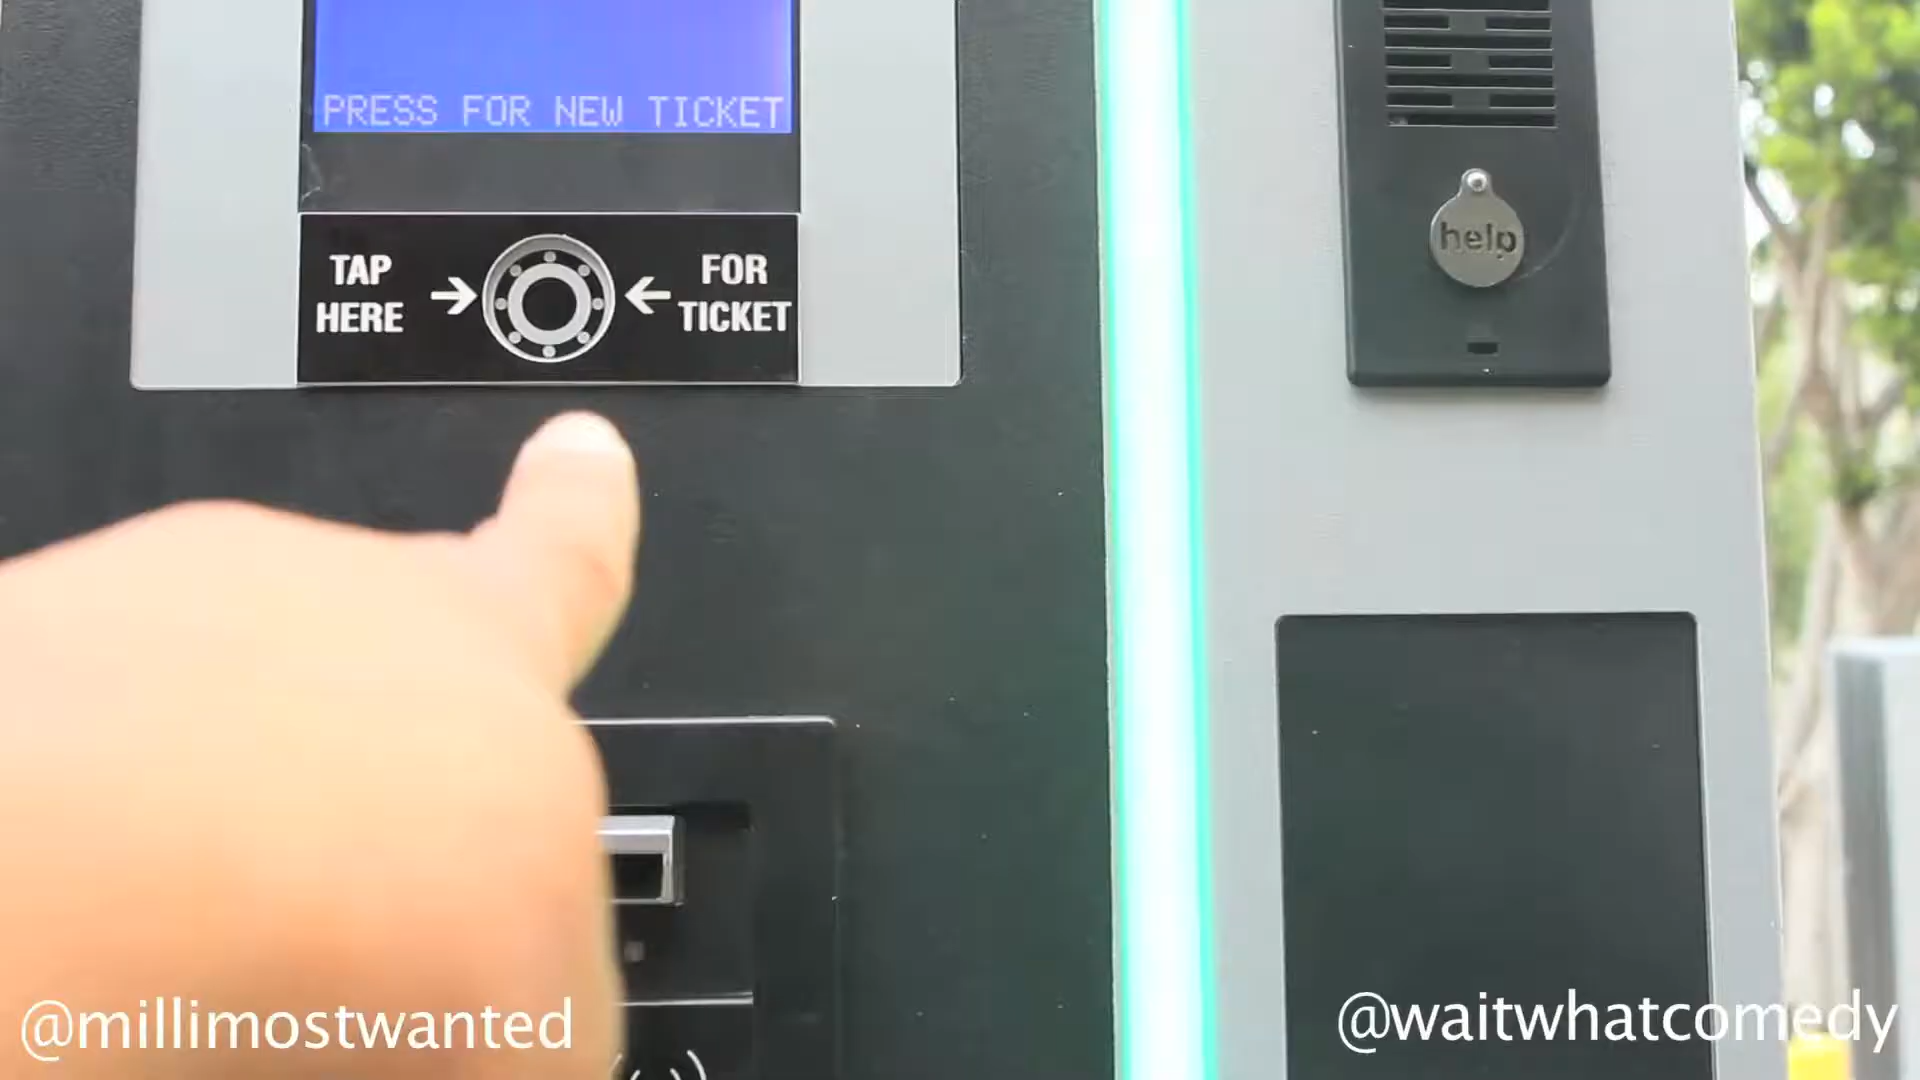 PRESS FOR NEW TICKET
TAP
HERE
FOR
TICKET
help
@millimostwanted
@waitwhatcomedy